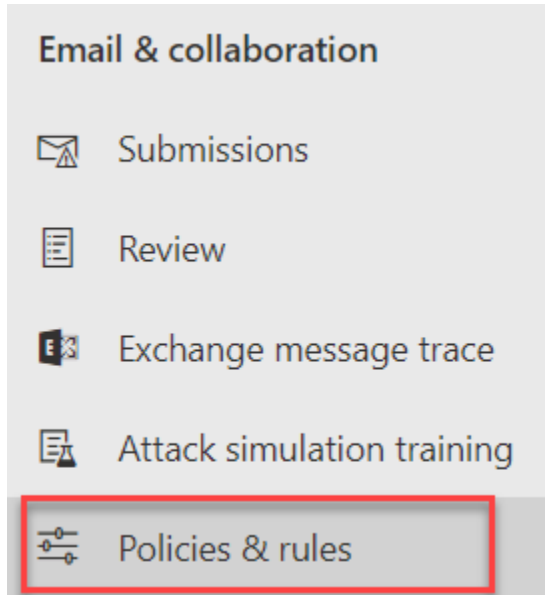 Email & collaboration
Submissions
Review
Exchange message trace
Attack simulation training
Policies & rules